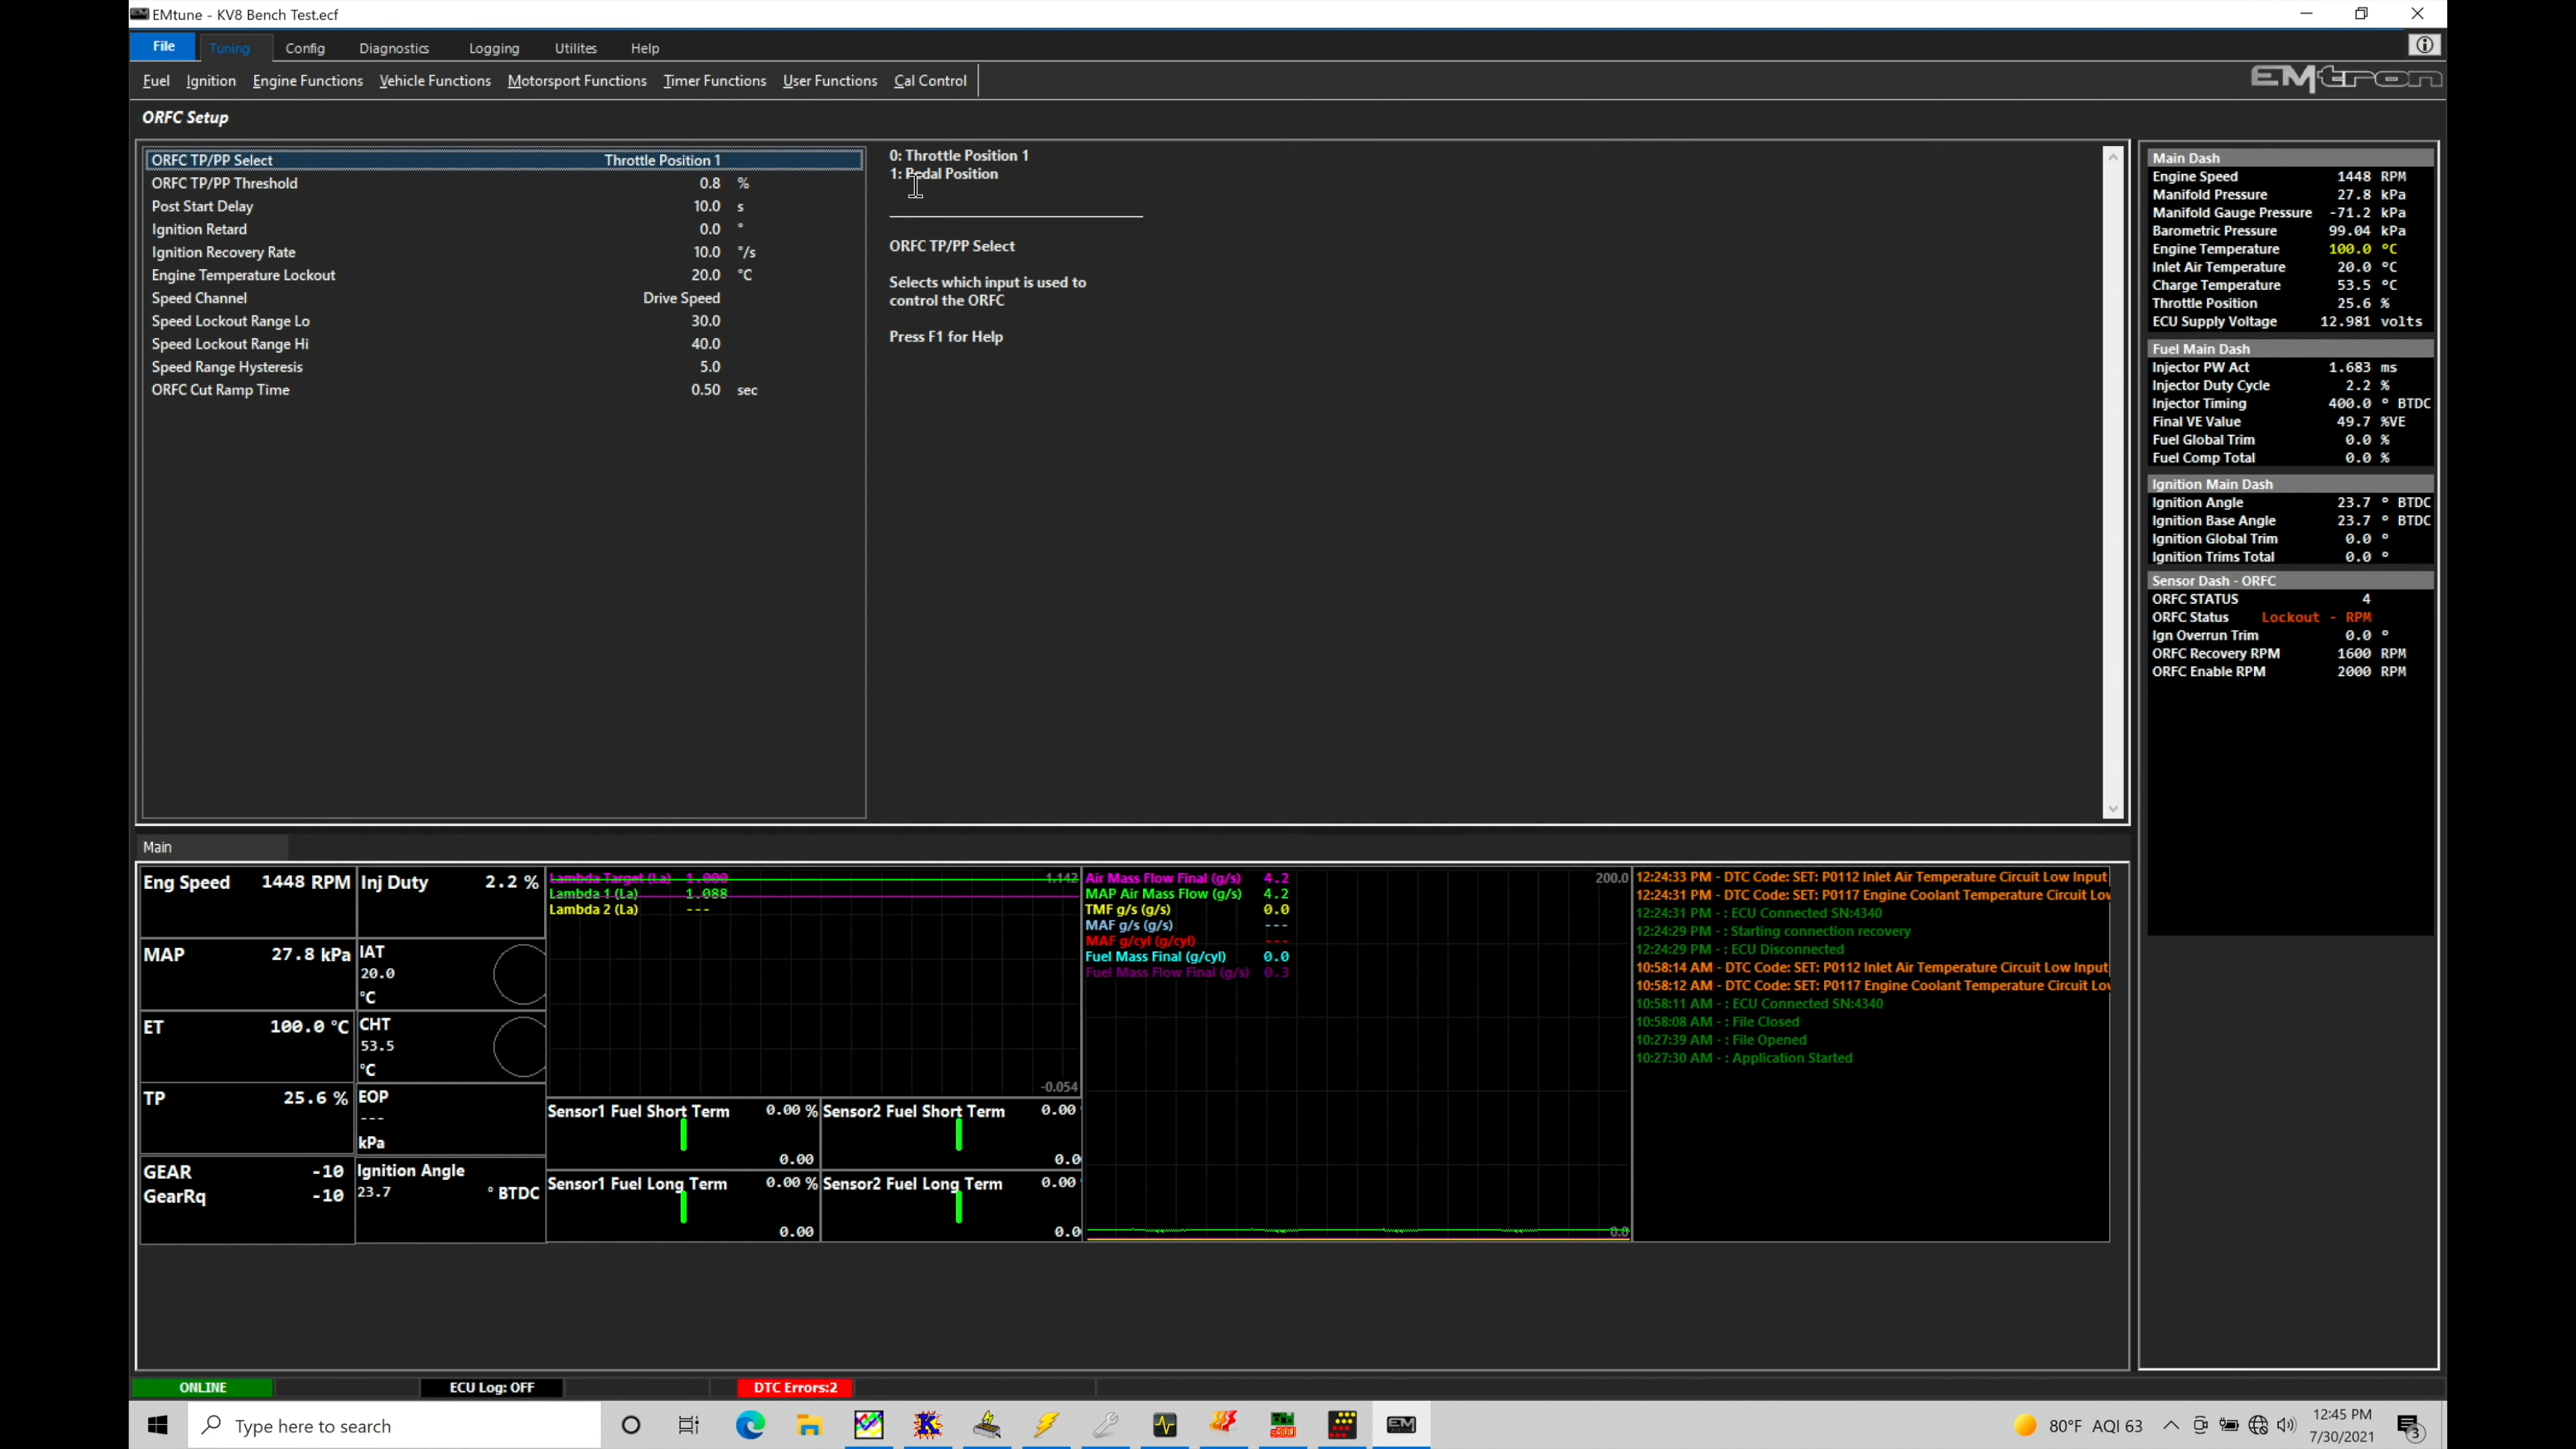 EMtune - KV8 Bench Test.ecf
File Tuning Config Diagnostics Logging Utilites Help
Fuel Ignition Engine Functions Vehicle Functions Motorsport Functions Timer Functions User Functions Cal Control
EMtron
ORFC Setup
ORFC TP/PP Select Throttle Position 1
ORFC TP/PP Threshold 0.8 %
Post Start Delay 10.0 s
Ignition Retard 0.0 °
Ignition Recovery Rate 10.0 °/s
Engine Temperature Lockout 20.0 °C
Speed Channel Drive Speed
Speed Lockout Range Lo 30.0
Speed Lockout Range Hi 40.0
Speed Range Hysteresis 5.0
ORFC Cut Ramp Time 0.50 sec
0: Throttle Position 1
1: Pedal Position
ORFC TP/PP Select
Selects which input is used to
control the ORFC
Press F1 for Help
Main Dash
Engine Speed 1448 RPM
Manifold Pressure 27.8 kPa
Manifold Gauge Pressure -71.2 kPa
Barometric Pressure 99.04 kPa
Engine Temperature 100.0 °C
Inlet Air Temperature 20.0 °C
Charge Temperature 53.5 °C
Throttle Position 25.6 %
ECU Supply Voltage 12.981 volts
Fuel Main Dash
Injector PW Act 1.683 ms
Injector Duty Cycle 2.2 %
Injector Timing 400.0 ° BTDC
Final VE Value 49.7 %VE
Fuel Global Trim 0.0 %
Fuel Comp Total 0.0 %
Ignition Main Dash
Ignition Angle 23.7 ° BTDC
Ignition Base Angle 23.7 ° BTDC
Ignition Global Trim 0.0 °
Ignition Trims Total 0.0 °
Sensor Dash - ORFC
ORFC STATUS 4
ORFC Status Lockout - RPM
Ign Overrun Trim 0.0 °
ORFC Recovery RPM 1600 RPM
ORFC Enable RPM 2000 RPM
Main
Eng Speed 1448 RPM
MAP 27.8 kPa
ET 100.0 °C
TP 25.6 %
GEAR -10
GearRq -10
Inj Duty 2.2 %
IAT
20.0
°C
CHT
53.5
°C
EOP
---
kPa
Ignition Angle
23.7 ° BTDC
Lambda Target (La) 1.000 1.142
Lambda 1 (La) 1.088
Lambda 2 (La) ---
-0.054
Sensor1 Fuel Short Term 0.00 %
0.00
Sensor2 Fuel Short Term 0.00
0.0
Sensor1 Fuel Long Term 0.00 %
0.00
Sensor2 Fuel Long Term 0.00
0.0
Air Mass Flow Final (g/s) 4.2 200.0
MAP Air Mass Flow (g/s) 4.2
TMF g/s (g/s) 0.0
MAF g/s (g/s) ---
MAF g/cyl (g/cyl) ---
Fuel Mass Final (g/cyl) 0.0
Fuel Mass Flow Final (g/s) 0.3
0.0
12:24:33 PM - DTC Code: SET: P0112 Inlet Air Temperature Circuit Low Input
12:24:31 PM - DTC Code: SET: P0117 Engine Coolant Temperature Circuit Lo
12:24:31 PM - : ECU Connected SN:4340
12:24:29 PM - : Starting connection recovery
12:24:29 PM - : ECU Disconnected
10:58:14 AM - DTC Code: SET: P0112 Inlet Air Temperature Circuit Low Input
10:58:12 AM - DTC Code: SET: P0117 Engine Coolant Temperature Circuit Lo
10:58:11 AM - : ECU Connected SN:4340
10:58:08 AM - : File Closed
10:27:39 AM - : File Opened
10:27:30 AM - : Application Started
ONLINE ECU Log: OFF DTC Errors:2
Type here to search
80°F AQI 63
12:45 PM
7/30/2021
3